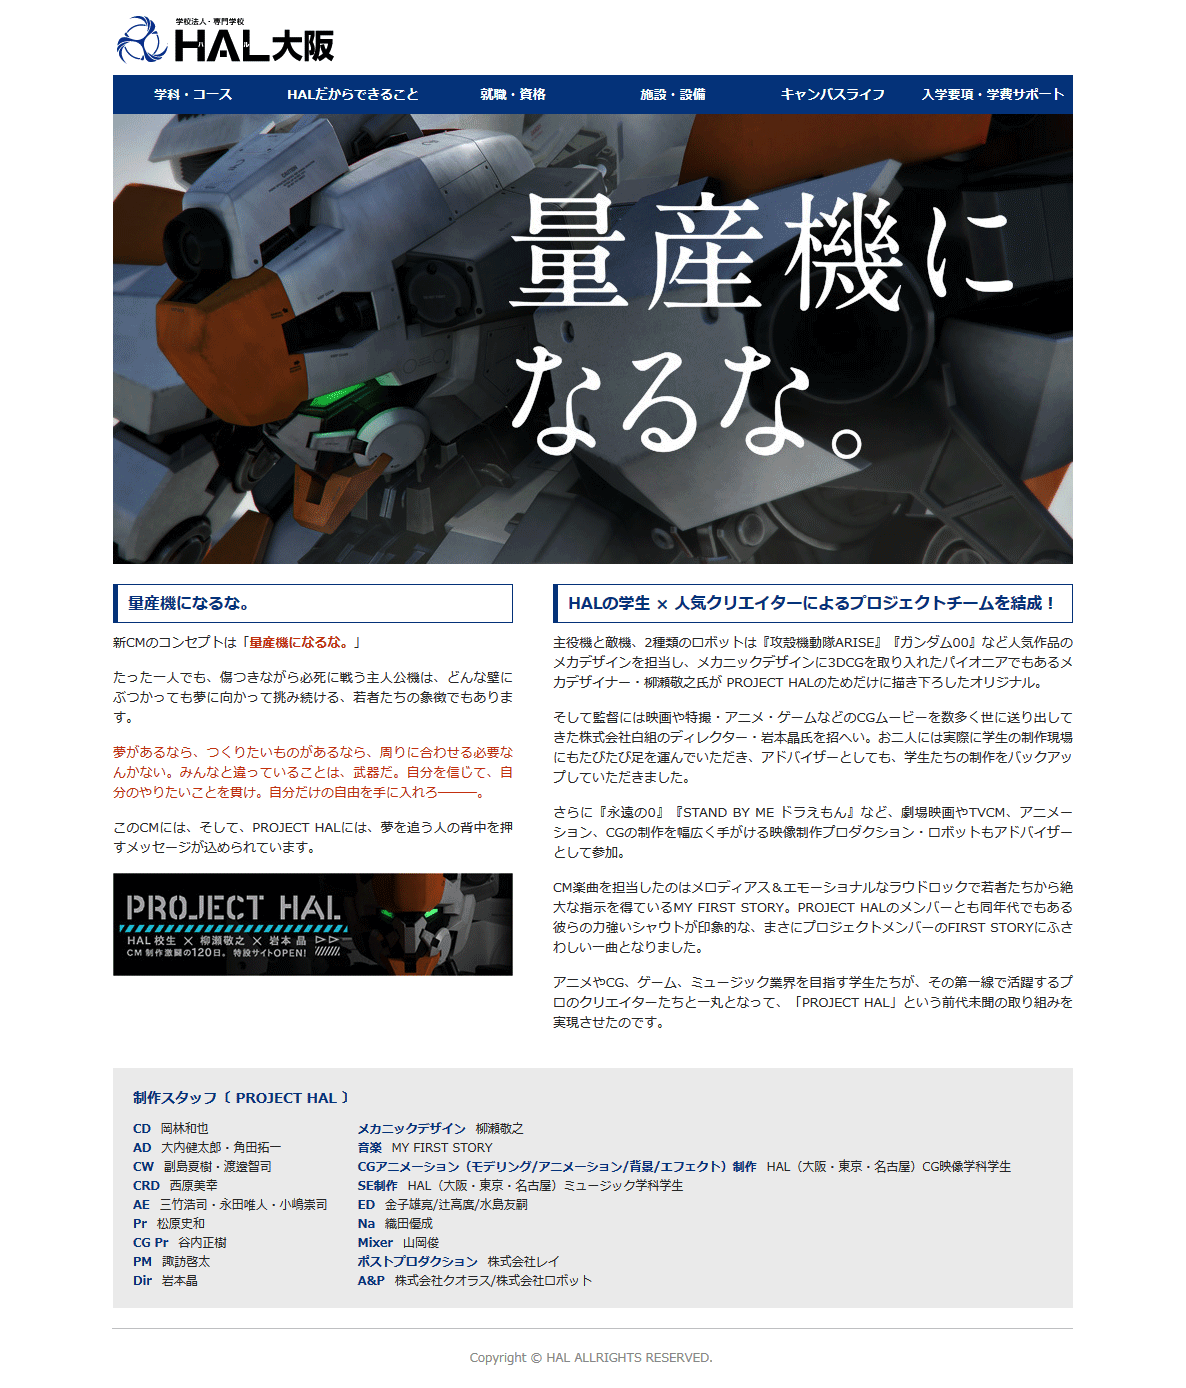 学校法人・専門学校
HAL大阪
ハ ル
学科・コース HALだからできること 就職・資格 施設・設備 キャンパスライフ 入学要項・学費サポート
量産機に
なるな。
量産機になるな。
新CMのコンセプトは「量産機になるな。」
たった一人でも、傷つきながら必死に戦う主人公機は、どんな壁に
ぶつかっても夢に向かって挑み続ける、若者たちの象徴でもありま
す。
夢があるなら、つくりたいものがあるなら、周りに合わせる必要な
んかない。みんなと違っていることは、武器だ。自分を信じて、自
分のやりたいことを貫け。自分だけの自由を手に入れろ―――。
このCMには、そして、PROJECT HALには、夢を追う人の背中を押
すメッセージが込められています。
PROJECT HAL
HAL 校生 × 柳瀬敬之 × 岩本 晶
CM 制作激闘の120日。 特設サイトOPEN!
HALの学生 × 人気クリエイターによるプロジェクトチームを結成！
主役機と敵機、2種類のロボットは『攻殻機動隊ARISE』『ガンダム00』など人気作品の
メカデザインを担当し、メカニックデザインに3DCGを取り入れたパイオニアでもあるメ
カデザイナー・柳瀬敬之氏が PROJECT HALのためだけに描き下ろしたオリジナル。
そして監督には映画や特撮・アニメ・ゲームなどのCGムービーを数多く世に送り出して
きた株式会社白組のディレクター・岩本晶氏を招へい。お二人には実際に学生の制作現場
にもたびたび足を運んでいただき、アドバイザーとしても、学生たちの制作をバックアッ
プしていただきました。
さらに『永遠の0』『STAND BY ME ドラえもん』など、劇場映画やTVCM、アニメー
ション、CGの制作を幅広く手がける映像制作プロダクション・ロボットもアドバイザー
として参加。
CM楽曲を担当したのはメロディアス＆エモーショナルなラウドロックで若者たちから絶
大な指示を得ているMY FIRST STORY。PROJECT HALのメンバーとも同年代でもある
彼らの力強いシャウトが印象的な、まさにプロジェクトメンバーのFIRST STORYにふさ
わしい一曲となりました。
アニメやCG、ゲーム、ミュージック業界を目指す学生たちが、その第一線で活躍するプ
ロのクリエイターたちと一丸となって、「PROJECT HAL」という前代未聞の取り組みを
実現させたのです。
制作スタッフ〔 PROJECT HAL 〕
CD 岡林和也
AD 大内健太郎・角田拓一
CW 副島夏樹・渡邉智司
CRD 西原美幸
AE 三竹浩司・永田唯人・小嶋崇司
Pr 松原史和
CG Pr 谷内正樹
PM 諏訪啓太
Dir 岩本晶
メカニックデザイン 柳瀬敬之
音楽 MY FIRST STORY
CGアニメーション（モデリング/アニメーション/背景/エフェクト）制作 HAL（大阪・東京・名古屋）CG映像学科学生
SE制作 HAL（大阪・東京・名古屋）ミュージック学科学生
ED 金子雄亮/辻高廣/水島友嗣
Na 織田優成
Mixer 山岡俊
ポストプロダクション 株式会社レイ
A&P 株式会社クオラス/株式会社ロボット
Copyright © HAL ALLRIGHTS RESERVED.